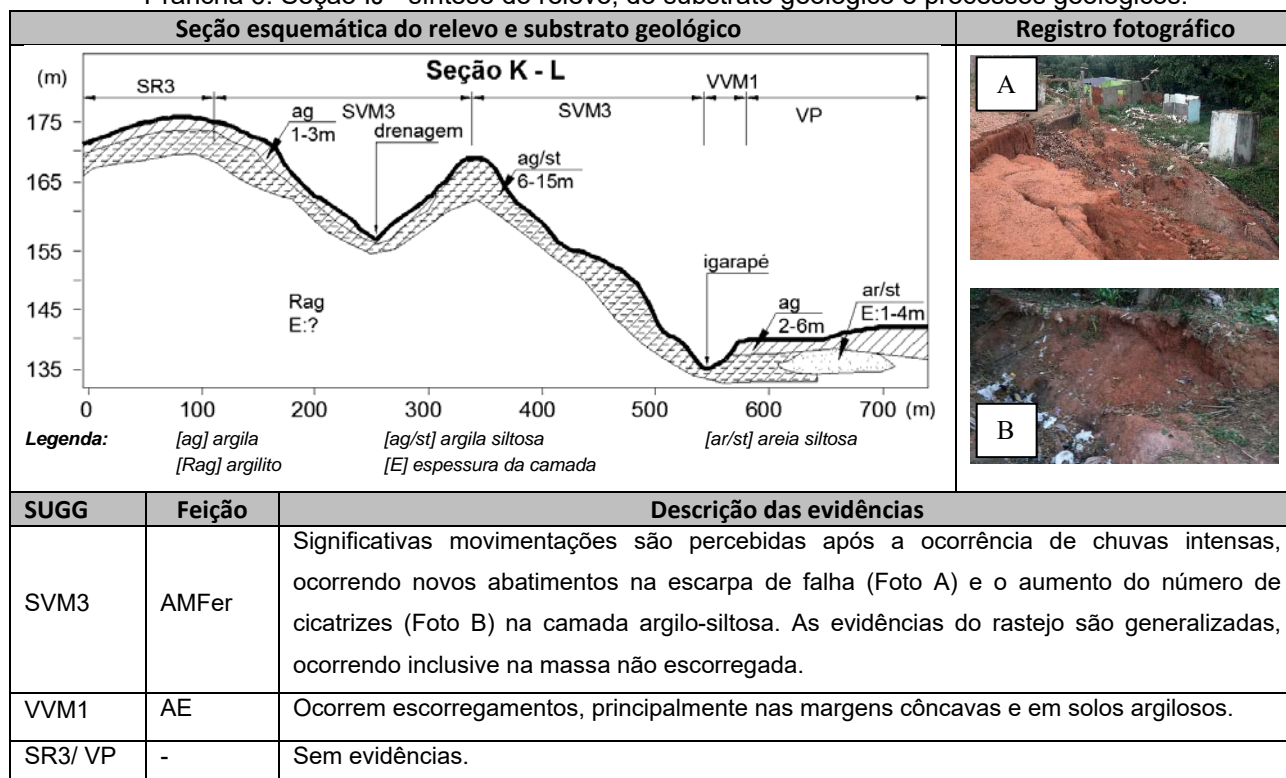 Prancha 3. Seção IJ - síntese do relevo, do substrato geológico e processos geológicos.
Seção esquemática do relevo e substrato geológico
Registro fotográfico
Seção K - L
(m)
SR3
SVM3
SVM3
VVM1
VP
175
165
155
145
135
ag
1-3m
drenagem
ag/st
6-15m
igarapé
ag
2-6m
ar/st
E:1-4m
Rag
E:?
0 100 200 300 400 500 600 700 (m)
Legenda: [ag] argila [ag/st] argila siltosa [ar/st] areia siltosa
[Rag] argilito [E] espessura da camada
A
B
SUGG Feição Descrição das evidências
SVM3 AMFer
Significativas movimentações são percebidas após a ocorrência de chuvas intensas,
ocorrendo novos abatimentos na escarpa de falha (Foto A) e o aumento do número de
cicatrizes (Foto B) na camada argilo-siltosa. As evidências do rastejo são generalizadas,
ocorrendo inclusive na massa não escorregada.
VVM1 AE Ocorrem escorregamentos, principalmente nas margens côncavas e em solos argilosos.
SR3/ VP - Sem evidências.